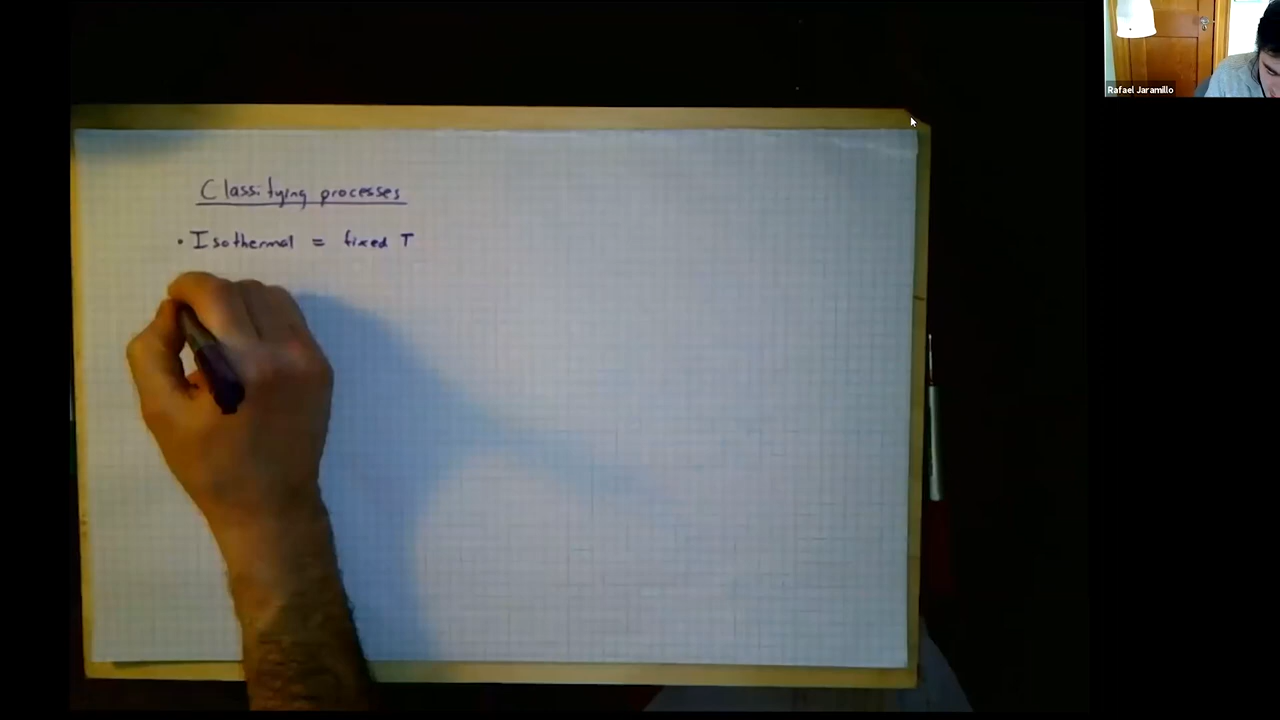 Rafael Jaramillo
Classifying processes
• Isothermal = fixed T